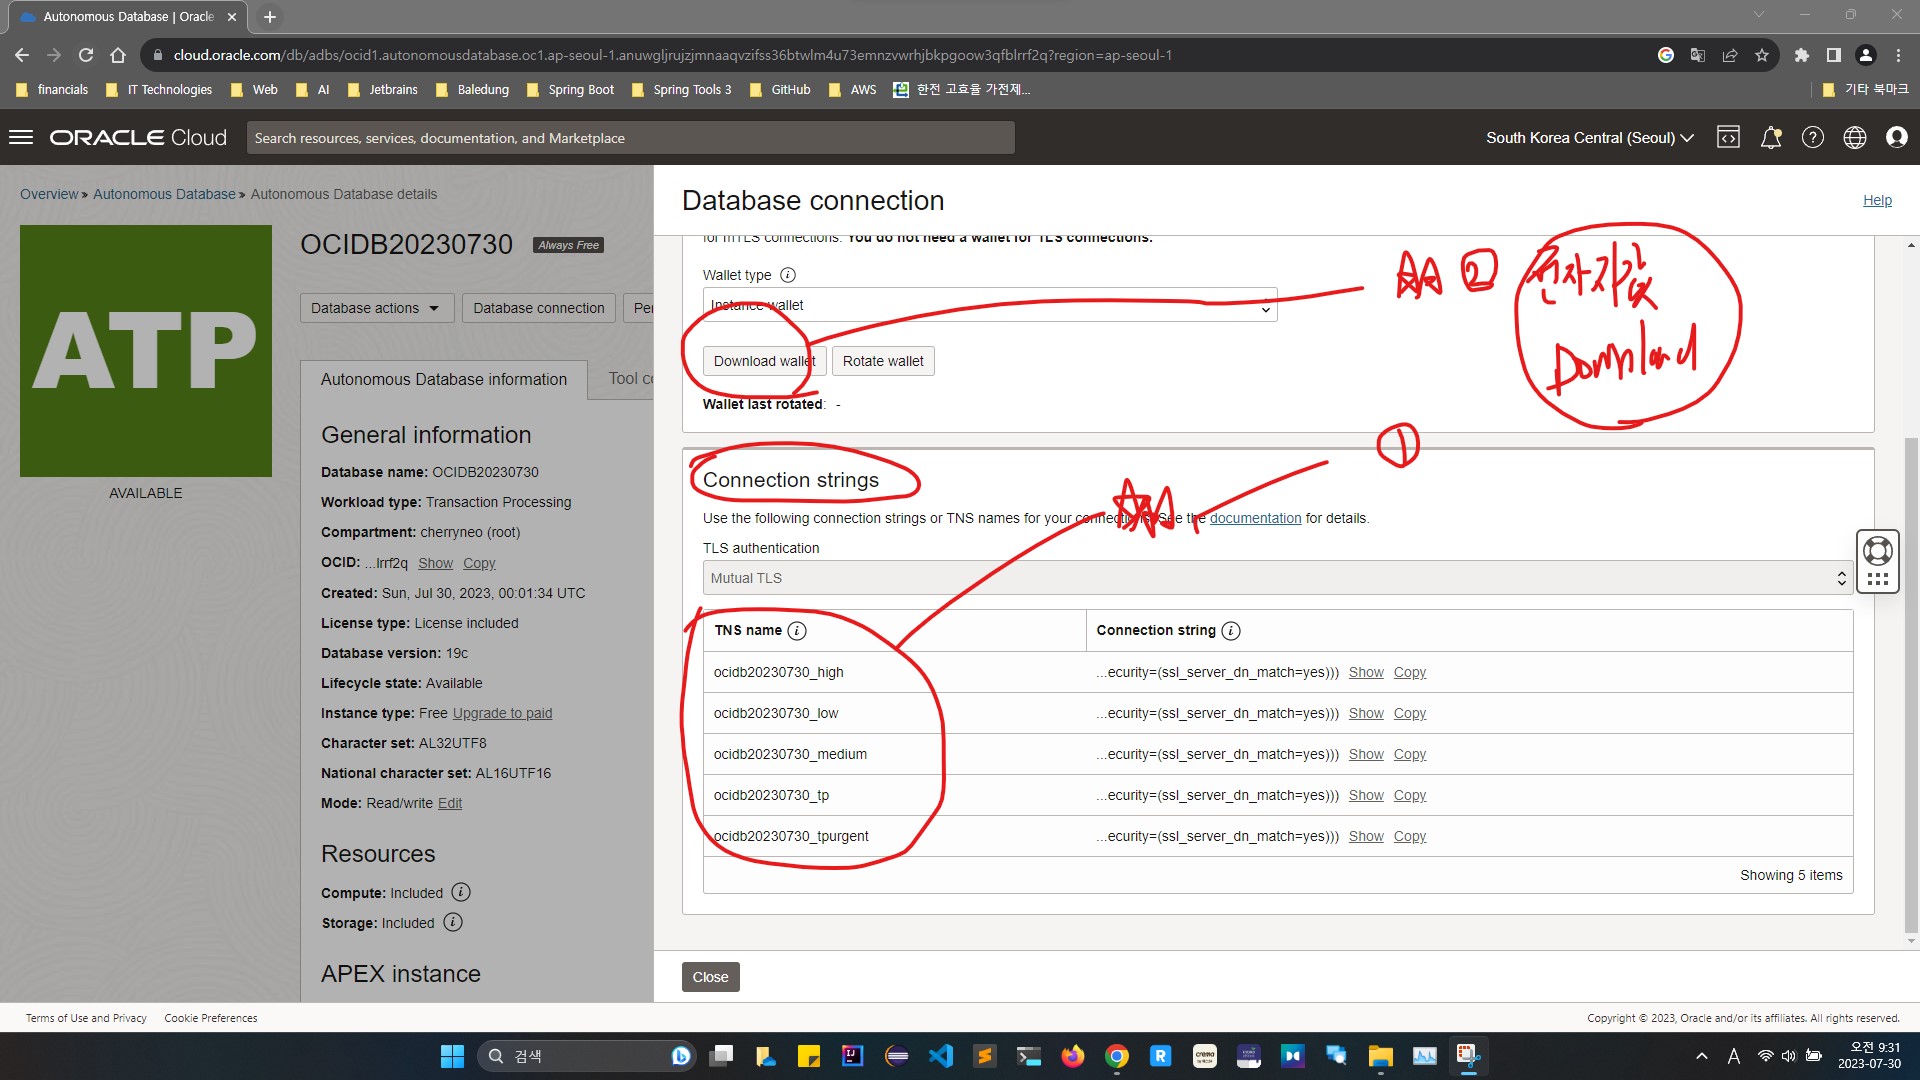 Autonomous Database | Oracle
cloud.oracle.com/db/adbs/ocid1.autonomousdatabase.oc1.ap-seoul-1.anuwgljrujzjmnaaqvzifss36btwlm4u73emnzvwrhjbkpgoow3qfblrrf2q?region=ap-seoul-1
financials IT Technologies Web AI Jetbrains Baledung Spring Boot Spring Tools 3 GitHub AWS 한전 고효율 가전제... 기타 북마크
ORACLE Cloud Search resources, services, documentation, and Marketplace South Korea Central (Seoul)
Overview » Autonomous Database » Autonomous Database details
ATP
AVAILABLE
OCIDB20230730 Always Free
Database actions Database connection Pe
Autonomous Database information Tool co
General information
Database name: OCIDB20230730
Workload type: Transaction Processing
Compartment: cherryneo (root)
OCID: ...lrrf2q Show Copy
Created: Sun, Jul 30, 2023, 00:01:34 UTC
License type: License included
Database version: 19c
Lifecycle state: Available
Instance type: Free Upgrade to paid
Character set: AL32UTF8
National character set: AL16UTF16
Mode: Read/write Edit
Resources
Compute: Included
Storage: Included
APEX instance
Database connection
Help
for mTLS connections. You do not need a wallet for TLS connections.
Wallet type
Instance wallet
② 전자지갑
Download
Download wallet Rotate wallet
Wallet last rotated: -
①
Connection strings
Use the following connection strings or TNS names for your connections. See the documentation for details.
TLS authentication
Mutual TLS
TNS name Connection string
ocidb20230730_high ...ecurity=(ssl_server_dn_match=yes))) Show Copy
ocidb20230730_low ...ecurity=(ssl_server_dn_match=yes))) Show Copy
ocidb20230730_medium ...ecurity=(ssl_server_dn_match=yes))) Show Copy
ocidb20230730_tp ...ecurity=(ssl_server_dn_match=yes))) Show Copy
ocidb20230730_tpurgent ...ecurity=(ssl_server_dn_match=yes))) Show Copy
Showing 5 items
Close
Terms of Use and Privacy Cookie Preferences Copyright © 2023, Oracle and/or its affiliates. All rights reserved.
검색
A
오전 9:31
2023-07-30